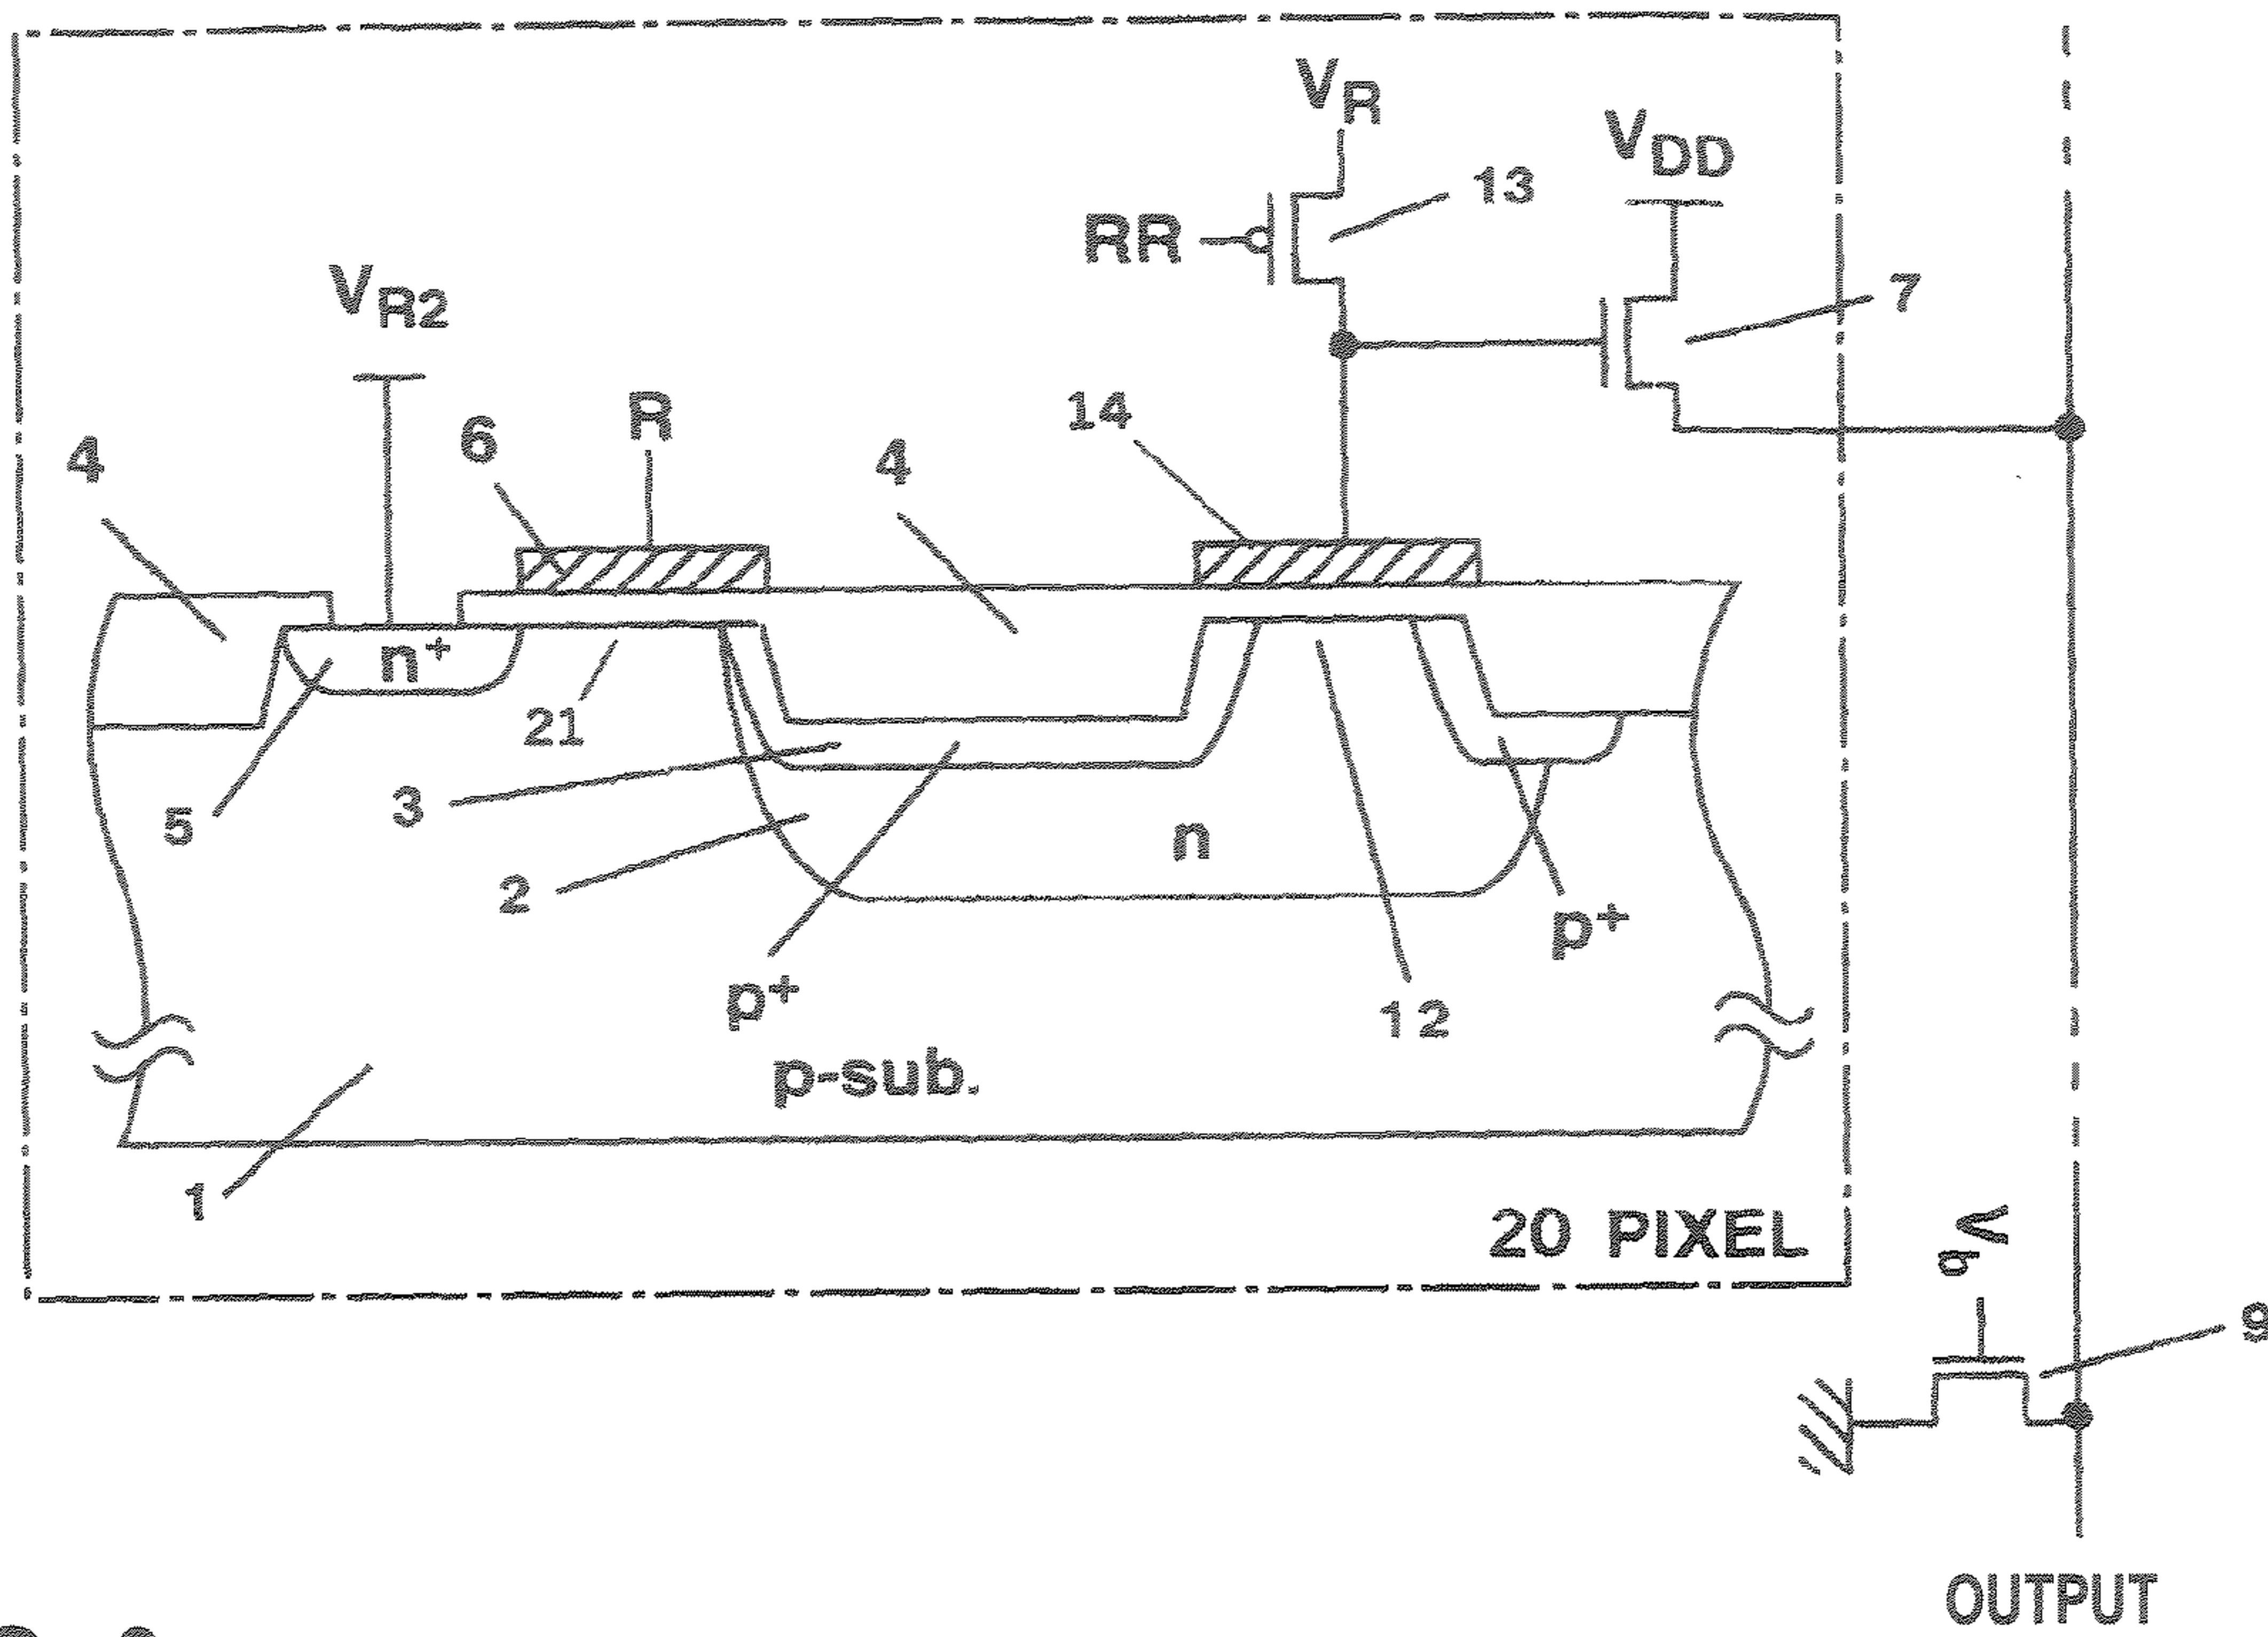 V_R
V_DD
13
RR
7
V_R2
R
14
6
4
4
n⁺
21
3
5
n
2
p⁺
p⁺
12
p-sub.
1
20 PIXEL
V_b
9
OUTPUT